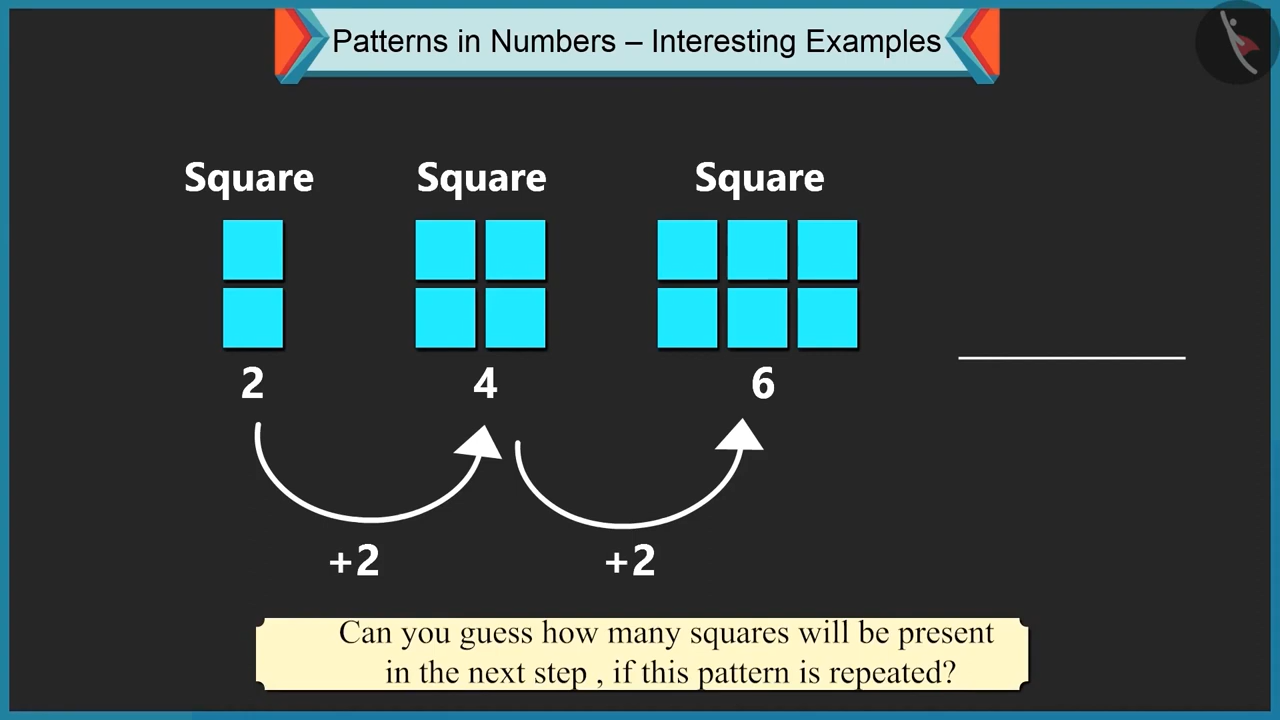 Patterns in Numbers – Interesting Examples
Square Square Square
2 4 6
+2 +2
Can you guess how many squares will be present
in the next step , if this pattern is repeated?